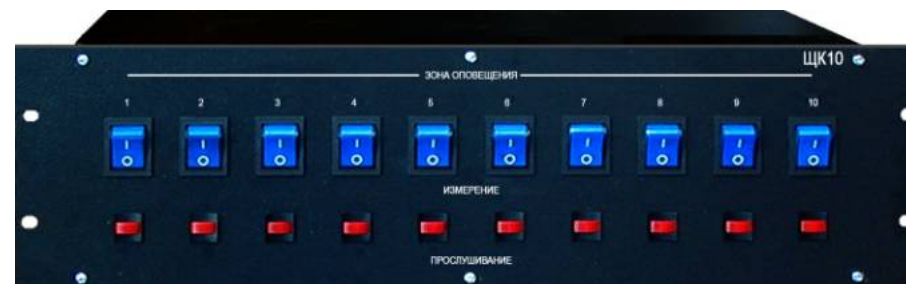 ЩК10
ЗОНА ОПОВЕЩЕНИЯ
1 2 3 4 5 6 7 8 9 10
ИЗМЕРЕНИЕ
ПРОСЛУШИВАНИЕ